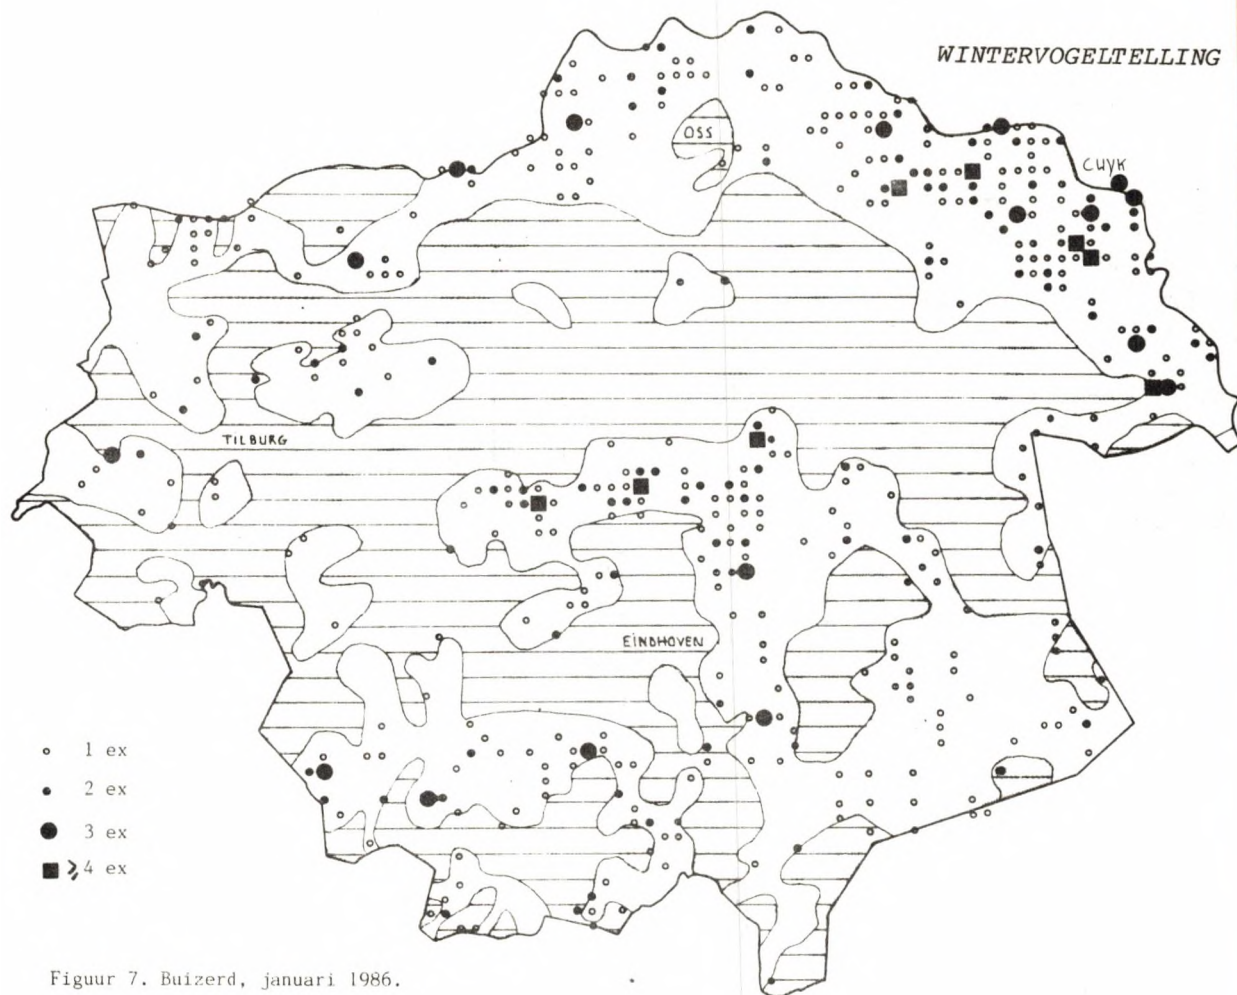 WINTERVOGELTELLING
OSS
CUYK
TILBURG
EINDHOVEN
1 ex
2 ex
3 ex
≥ 4 ex
Figuur 7. Buizerd, januari 1986.